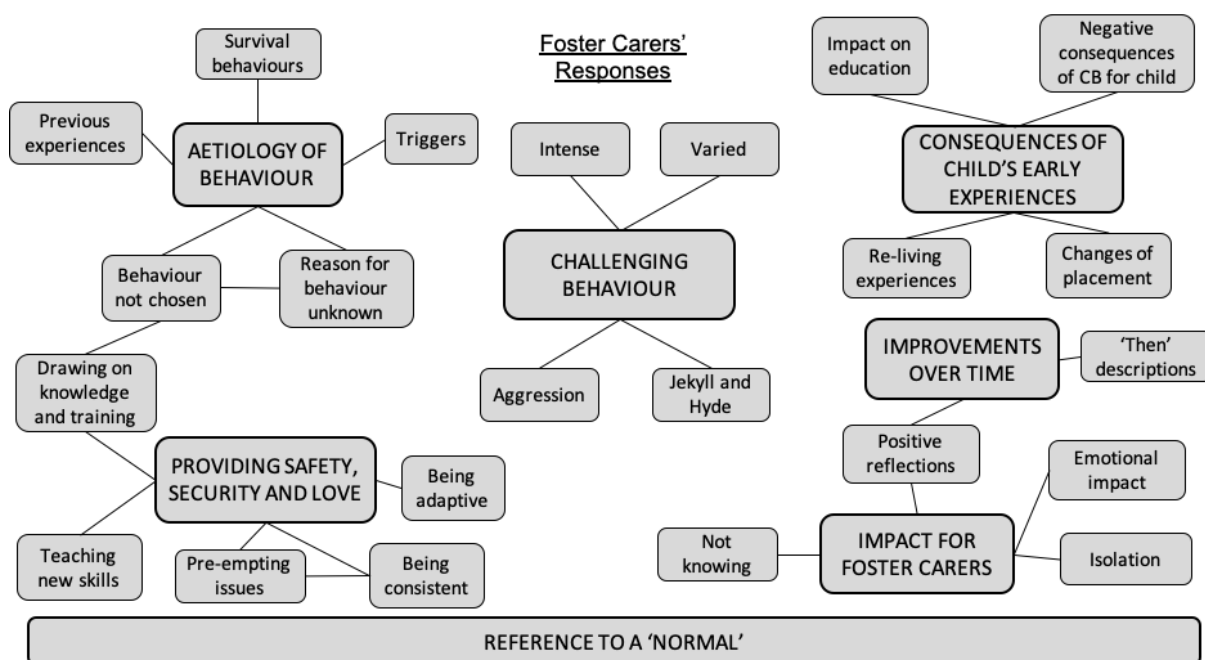 Foster Carers'
Responses
Survival
behaviours
Previous
experiences
AETIOLOGY OF
BEHAVIOUR
Triggers
Behaviour
not chosen
Reason for
behaviour
unknown
Drawing on
knowledge
and training
PROVIDING SAFETY,
SECURITY AND LOVE
Being
adaptive
Teaching
new skills
Pre-empting
issues
Being
consistent
Intense
Varied
CHALLENGING
BEHAVIOUR
Aggression
Jekyll and
Hyde
Impact on
education
Negative
consequences
of CB for child
CONSEQUENCES OF
CHILD'S EARLY
EXPERIENCES
Re-living
experiences
Changes of
placement
IMPROVEMENTS
OVER TIME
'Then'
descriptions
Positive
reflections
Emotional
impact
Not
knowing
IMPACT FOR
FOSTER CARERS
Isolation
REFERENCE TO A 'NORMAL'